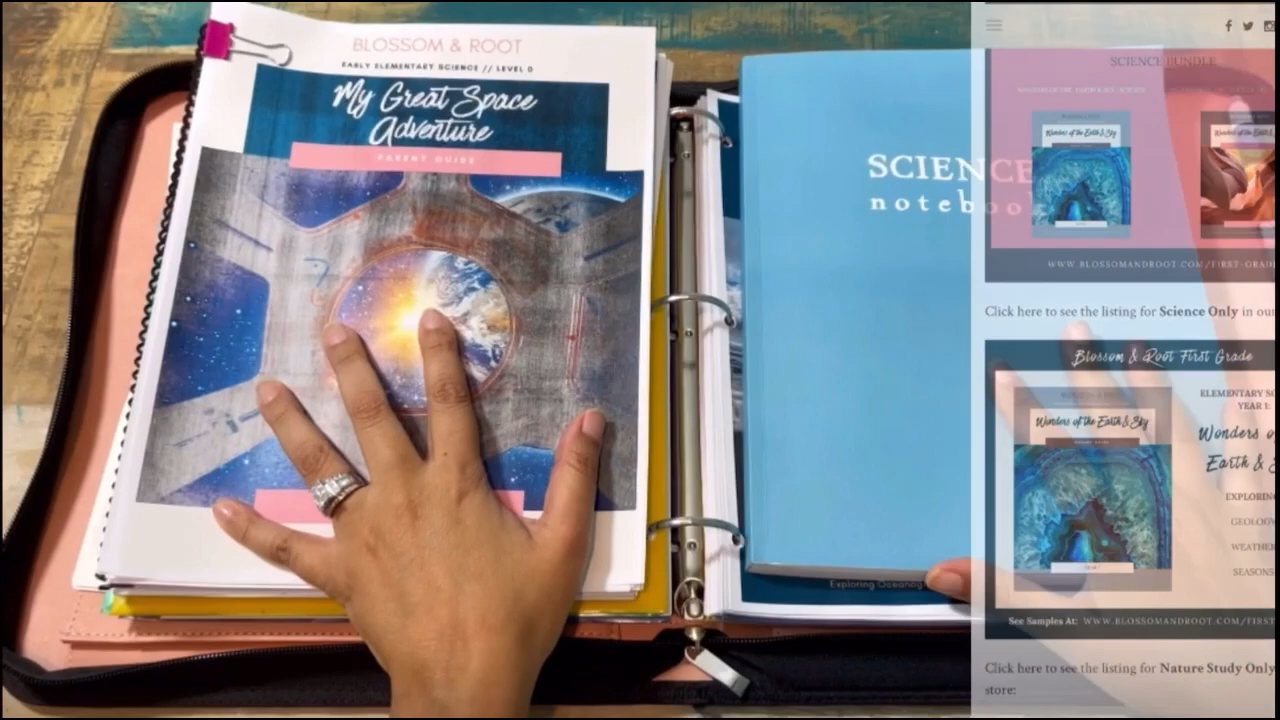 BLOSSOM & ROOT
EARLY ELEMENTARY SCIENCE // LEVEL 0
My Great Space
Adventure
PARENT GUIDE
SCIENCE
notebook
Exploring Oceanog
SCIENCE BUNDLE
Wonders of the Earth & Sky
WWW.BLOSSOMANDROOT.COM/FIRST-GRADE
Click here to see the listing for Science Only in our
Blossom & Root First Grade
Wonders of the Earth & Sky
ELEMENTARY SC
YEAR 1:
Wonders o
Earth & S
EXPLORING
GEOLOGY
WEATHER
SEASONS
See Samples At: WWW.BLOSSOMANDROOT.COM/FIRST
Click here to see the listing for Nature Study Only
store: